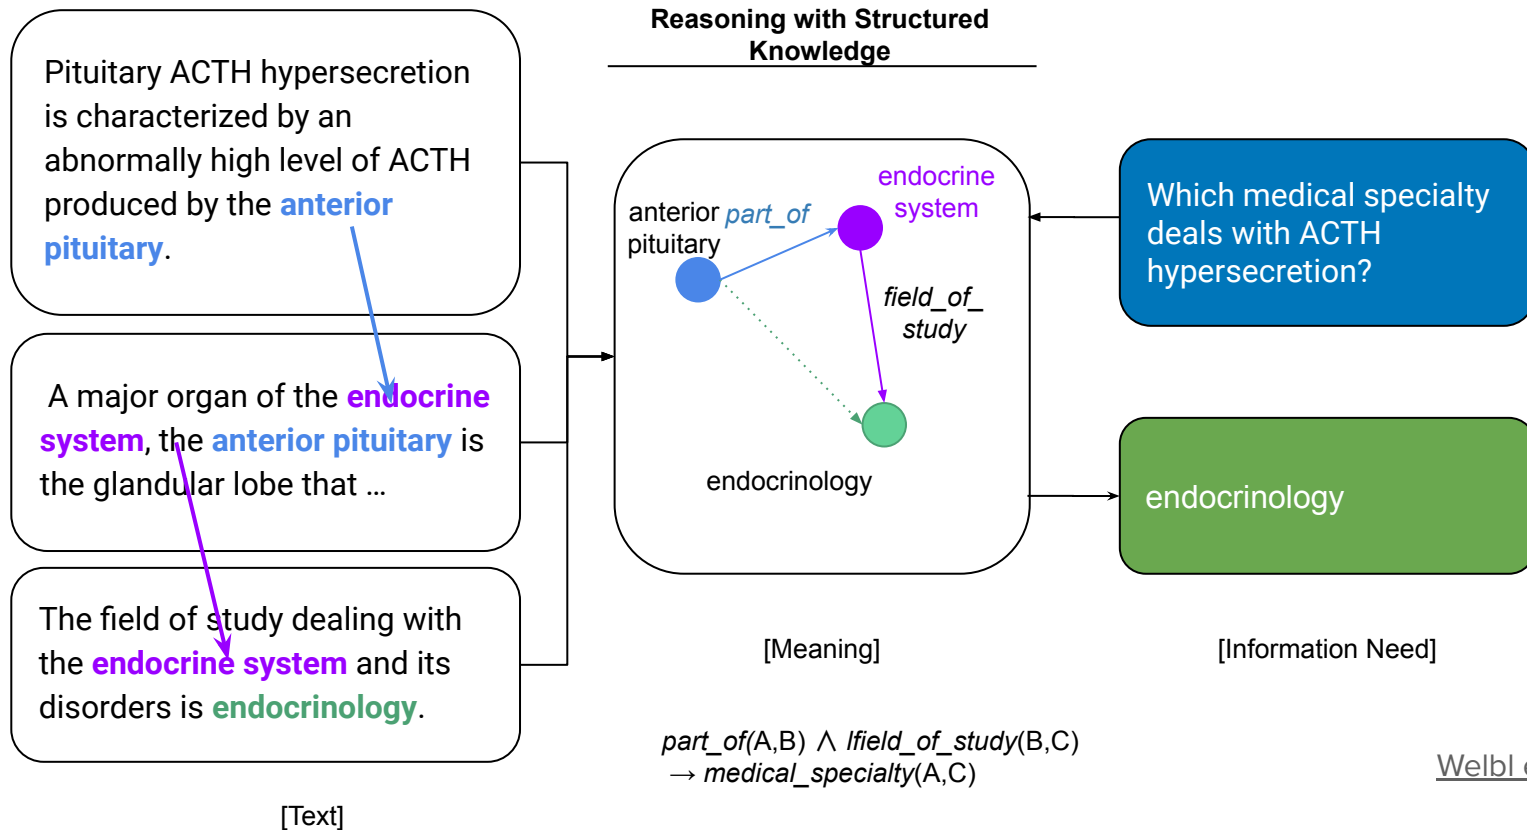 Reasoning with Structured
Knowledge
Pituitary ACTH hypersecretion
is characterized by an
abnormally high level of ACTH
produced by the anterior
pituitary.
A major organ of the endocrine
system, the anterior pituitary is
the glandular lobe that ...
The field of study dealing with
the endocrine system and its
disorders is endocrinology.
[Text]
endocrine
system
anterior
pituitary
part_of
field_of_
study
endocrinology
[Meaning]
part_of(A,B) ∧ lfield_of_study(B,C)
→ medical_specialty(A,C)
Which medical specialty
deals with ACTH
hypersecretion?
endocrinology
[Information Need]
Welbl e